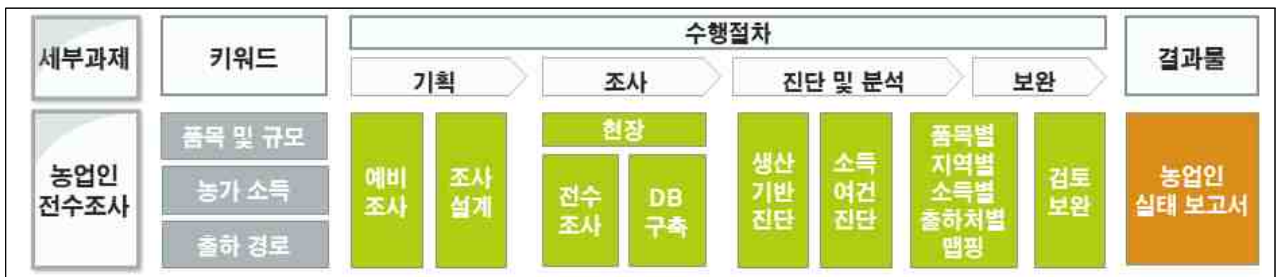 세부과제
키워드
수행절차
기획
조사
진단 및 분석
보완
결과물
농업인
전수조사
품목 및 규모
농가 소득
출하 경로
예비
조사
조사
설계
현장
전수
조사
DB
구축
생산
기반
진단
소득
여건
진단
품목별
지역별
소득별
출하처별
맵핑
검토
보완
농업인
실태 보고서